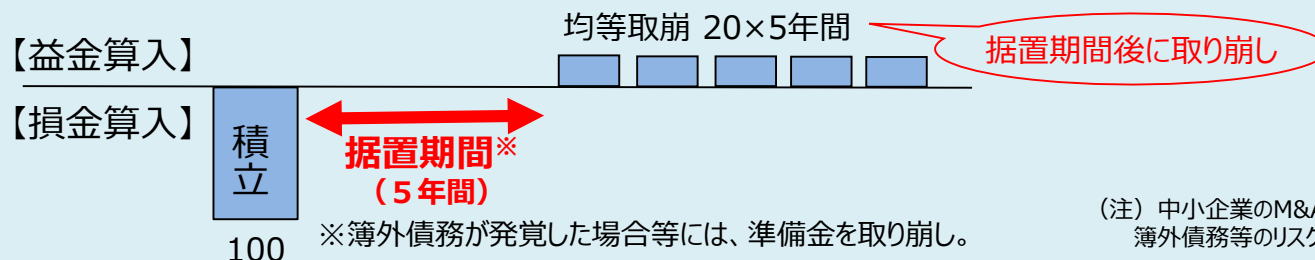 均等取崩 20×5年間
据置期間後に取り崩し
【益金算入】
【損金算入】
積立
据置期間※
（5年間）
※簿外債務が発覚した場合等には、準備金を取り崩し。
100
（注）中小企業のM&A
簿外債務等のリスク